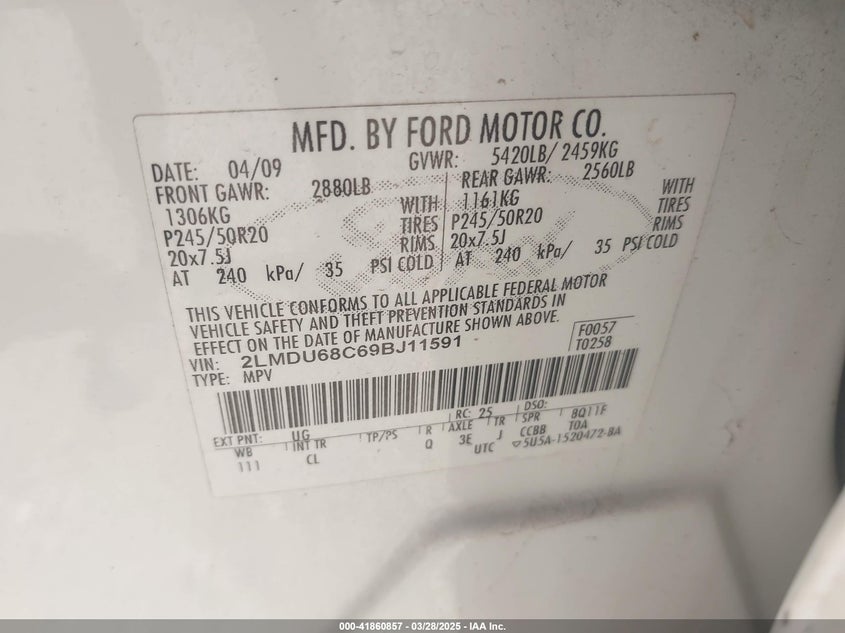 MFD. BY FORD MOTOR CO.
DATE: 04/09 GVWR: 5420LB/ 2459KG
FRONT GAWR: 2880LB REAR GAWR: 2560LB
1306KG WITH 1161KG WITH
P245/50R20 TIRES P245/50R20 TIRES
20x7.5J RIMS 20x7.5J RIMS
AT 240 kPa/ 35 PSI COLD AT 240 kPa/ 35 PSI COLD
THIS VEHICLE CONFORMS TO ALL APPLICABLE FEDERAL MOTOR
VEHICLE SAFETY AND THEFT PREVENTION STANDARDS IN
EFFECT ON THE DATE OF MANUFACTURE SHOWN ABOVE.
VIN: 2LMDU68C69BJ11591 F0057
TYPE: MPV T0258
EXT PNT: UG RC: 25 DSO: 8Q11F
WB INT TR TP/PS R AXLE TR SPR TOA
111 CL Q 3E J CCBB
UTC 5U5A-1520472-BA
000-41860857 - 03/28/2025 - IAA Inc.